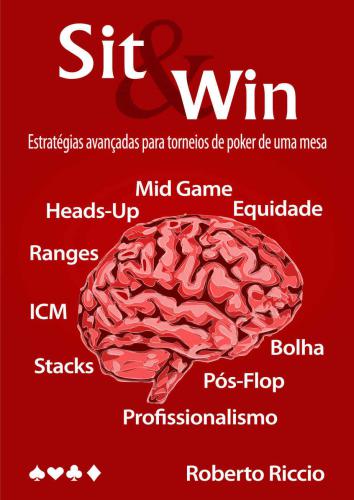 Sit
&
Win
Estratégias avançadas para torneios de poker de uma mesa
Mid Game
Heads-Up
Equidade
Ranges
ICM
Bolha
Stacks
Pós-Flop
Profissionalismo
Roberto Riccio